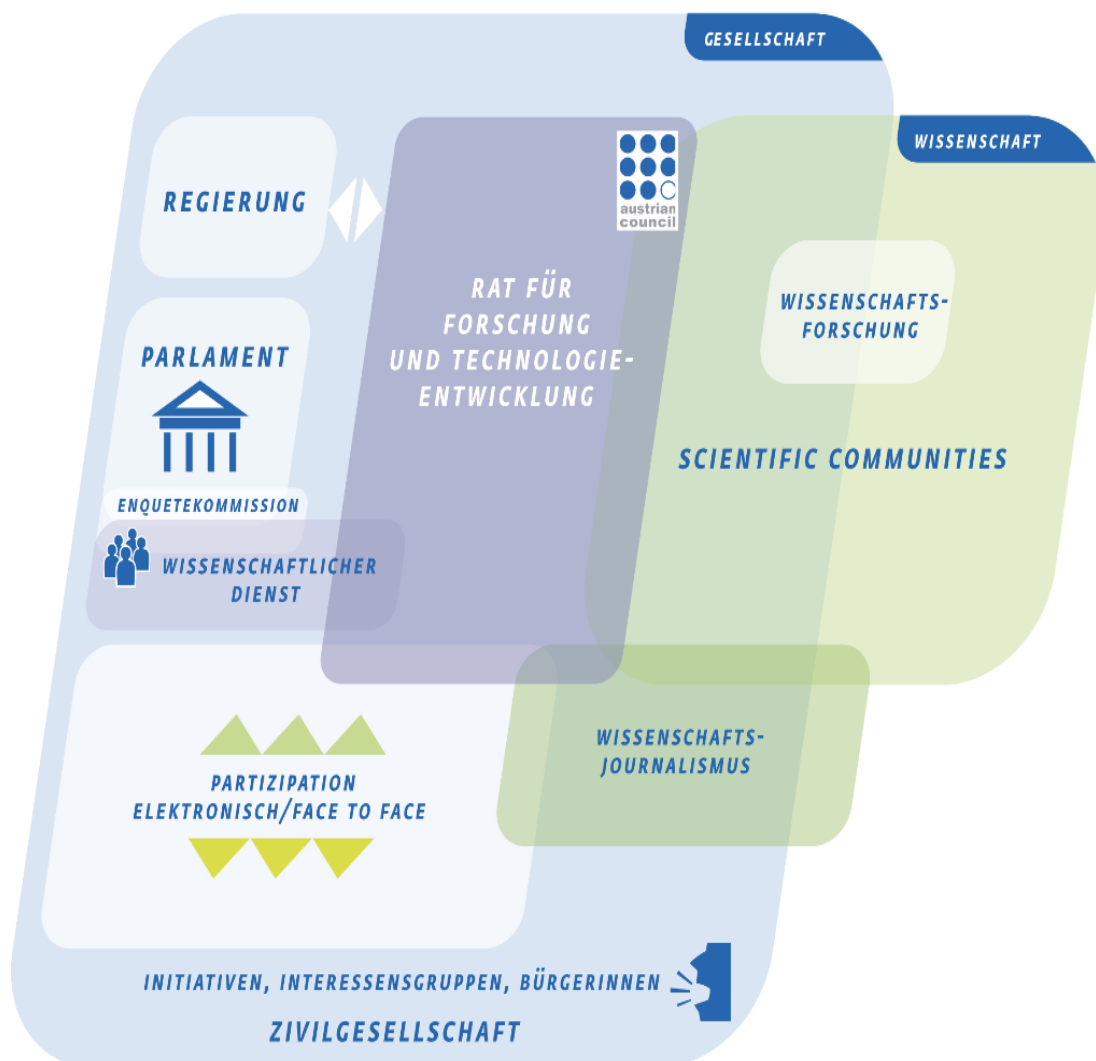 GESELLSCHAFT
WISSENSCHAFT
REGIERUNG
austrian
council
RAT FÜR
FORSCHUNG
UND TECHNOLOGIE-
ENTWICKLUNG
WISSENSCHAFTS-
FORSCHUNG
PARLAMENT
SCIENTIFIC COMMUNITIES
ENQUETEKOMMISSION
WISSENSCHAFTLICHER
DIENST
WISSENSCHAFTS-
JOURNALISMUS
PARTIZIPATION
ELEKTRONISCH/FACE TO FACE
INITIATIVEN, INTERESSENSGRUPPEN, BÜRGERINNEN
ZIVILGESELLSCHAFT